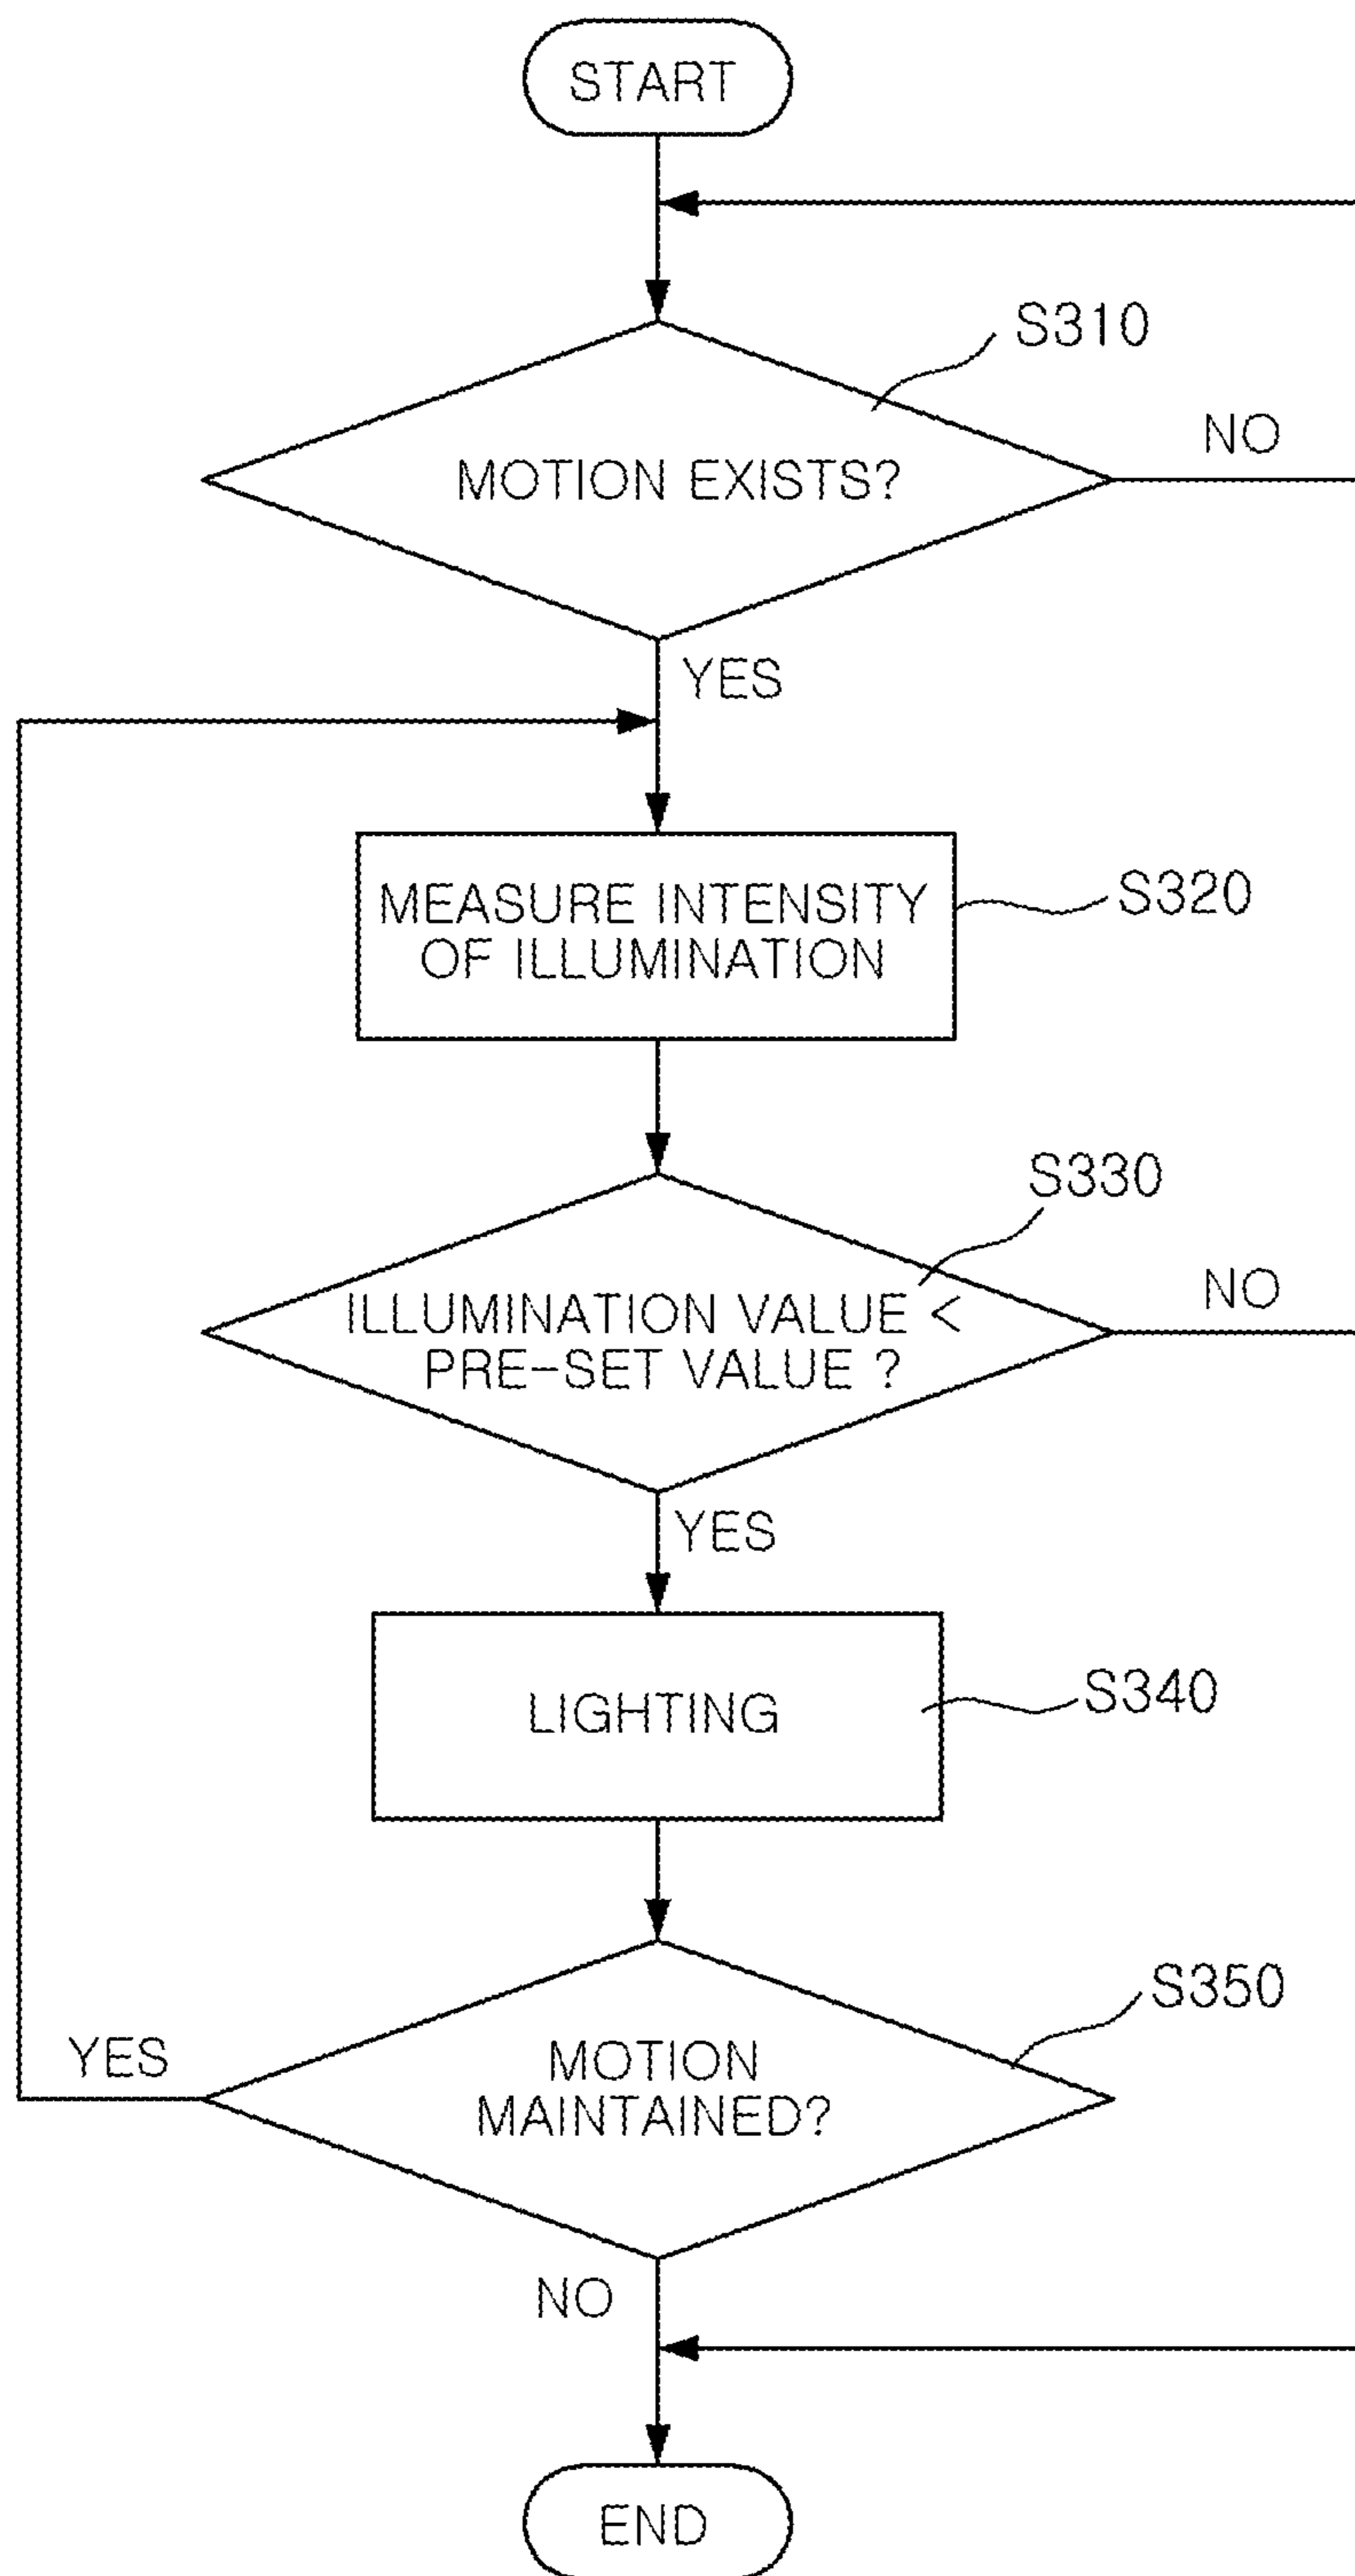 START
S310
MOTION EXISTS?
NO
YES
MEASURE INTENSITY
OF ILLUMINATION
S320
S330
ILLUMINATION VALUE <
PRE-SET VALUE ?
NO
YES
LIGHTING
S340
S350
MOTION
MAINTAINED?
YES
NO
END